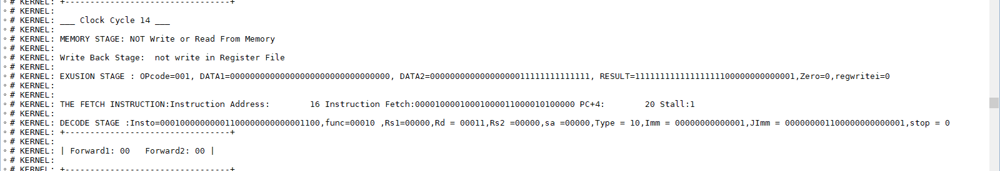 # KERNEL: +---------------------------------+
# KERNEL:
# KERNEL: ___ Clock Cycle 14 ___
# KERNEL:
# KERNEL: MEMORY STAGE: NOT Write or Read From Memory
# KERNEL:
# KERNEL: Write Back Stage:  not write in Register File
# KERNEL:
# KERNEL: EXUSION STAGE : OPcode=001, DATA1=00000000000000000000000000000000, DATA2=00000000000000000011111111111111, RESULT=11111111111111111100000000000001,Zero=0,regwritei=0
# KERNEL:
# KERNEL:
# KERNEL: THE FETCH INSTRUCTION:Instruction Address:        16 Instruction Fetch:00001000010001000011000010100000 PC+4:        20 Stall:1
# KERNEL:
# KERNEL: DECODE STAGE :Insto=00010000000001100000000000001100,func=00010 ,Rs1=00000,Rd = 00011,Rs2 =00000,sa =00000,Type = 10,Imm = 00000000000001,JImm = 000000001100000000000001,stop = 0
# KERNEL: +---------------------------------+
# KERNEL:
# KERNEL: | Forward1: 00   Forward2: 00 |
# KERNEL:
# KERNEL: +---------------------------------+